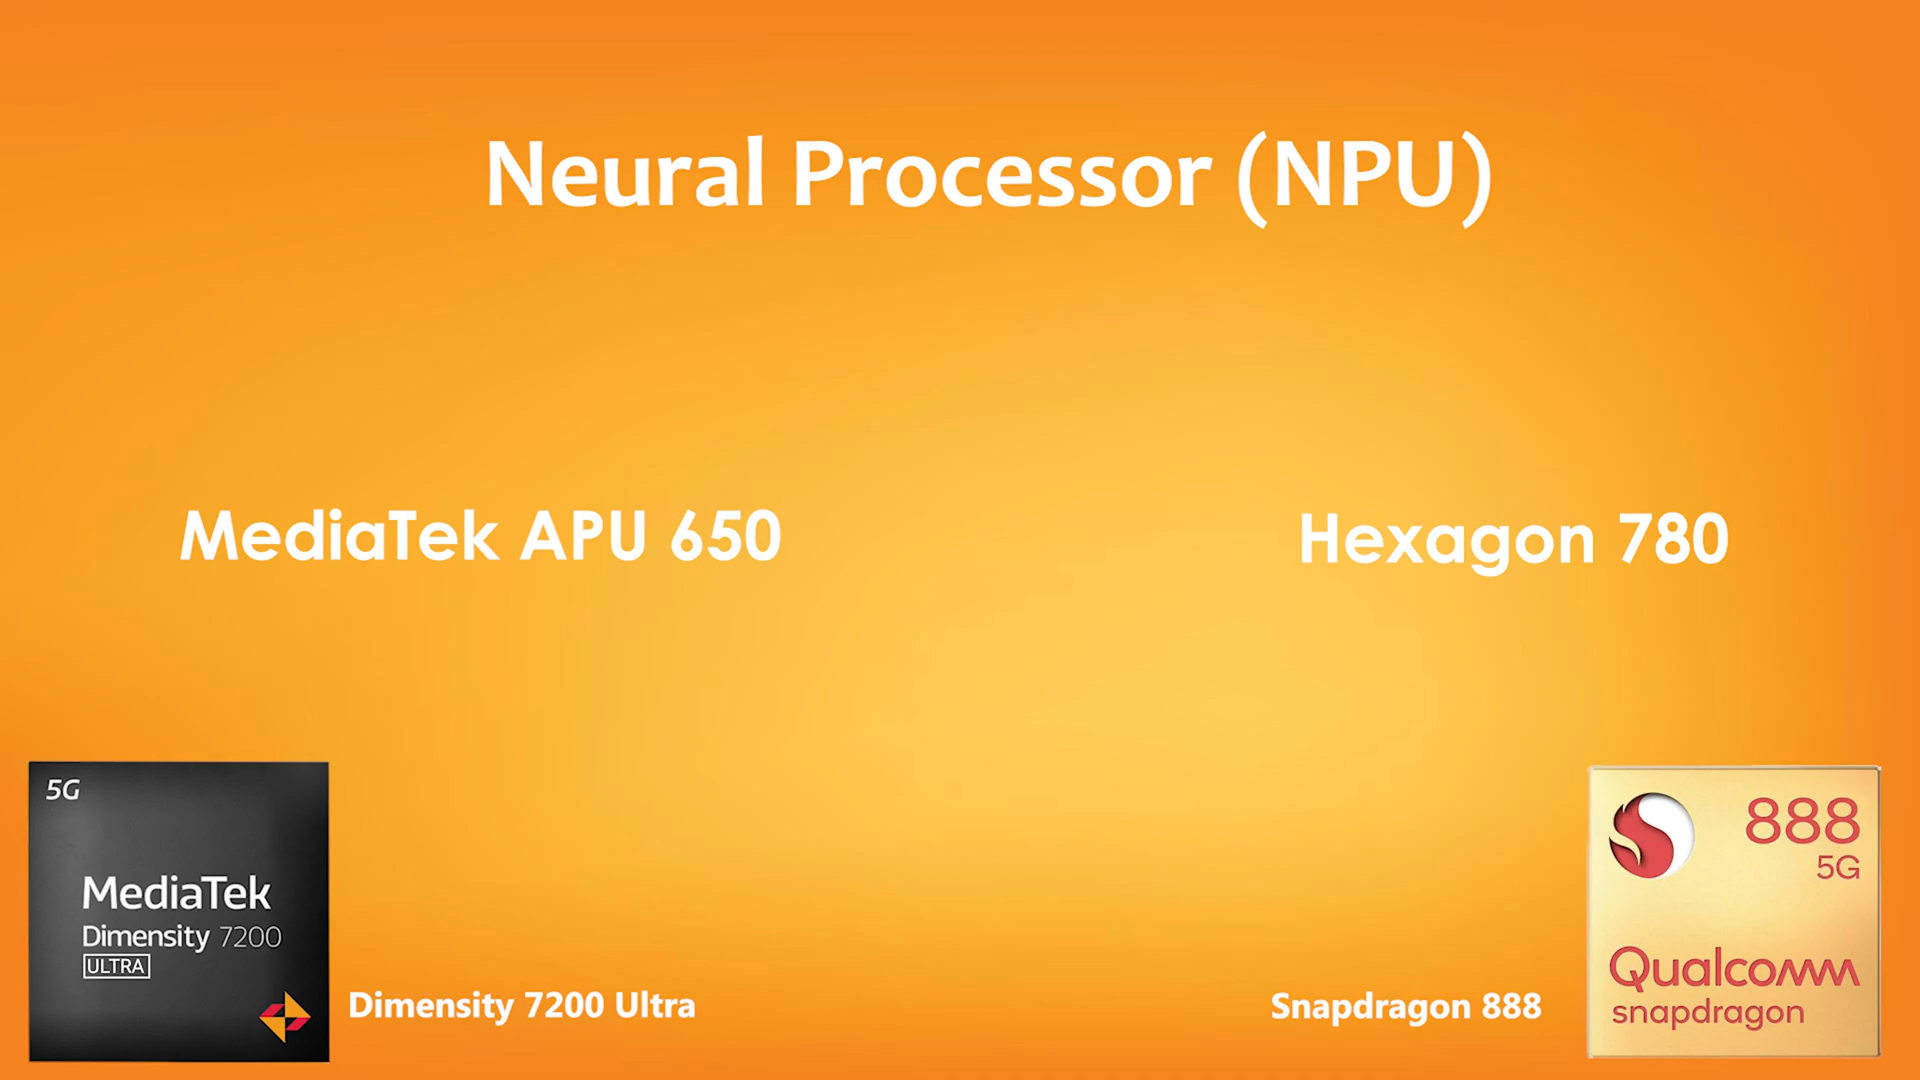 Neural Processor (NPU)
MediaTek APU 650
Hexagon 780
5G
MediaTek
Dimensity 7200
ULTRA
Dimensity 7200 Ultra
Snapdragon 888
888
5G
Qualcomm
snapdragon